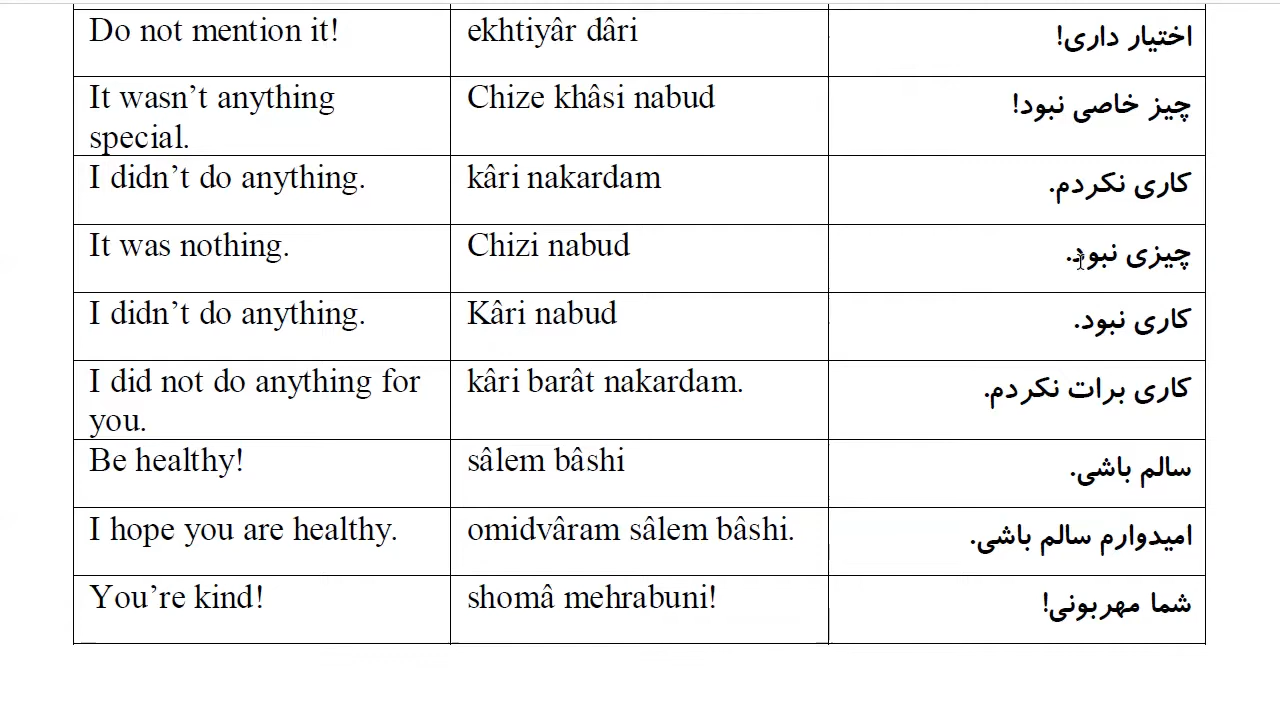 Do not mention it!
ekhtiyâr dâri
اختیار داری!
It wasn’t anything
special.
Chize khâsi nabud
چیز خاصی نبود!
I didn’t do anything.
kâri nakardam
کاری نکردم.
It was nothing.
Chizi nabud
چیزی نبود.
I didn’t do anything.
Kâri nabud
کاری نبود.
I did not do anything for
you.
kâri barât nakardam.
کاری برات نکردم.
Be healthy!
sâlem bâshi
سالم باشی.
I hope you are healthy.
omidvâram sâlem bâshi.
امیدوارم سالم باشی.
You’re kind!
shomâ mehrabuni!
شما مهربونی!